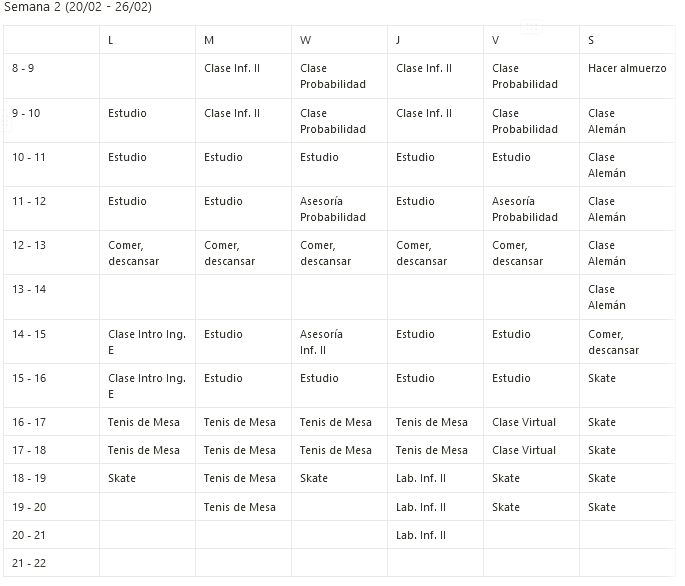 Semana 2 (20/02 - 26/02)
L M W J V S
8 - 9 Clase Inf. II Clase Probabilidad Clase Inf. II Clase Probabilidad Hacer almuerzo
9 - 10 Estudio Clase Inf. II Clase Probabilidad Clase Inf. II Clase Probabilidad Clase Alemán
10 - 11 Estudio Estudio Estudio Estudio Estudio Clase Alemán
11 - 12 Estudio Estudio Asesoría Probabilidad Estudio Asesoría Probabilidad Clase Alemán
12 - 13 Comer, descansar Comer, descansar Comer, descansar Comer, descansar Comer, descansar Clase Alemán
13 - 14 Clase Alemán
14 - 15 Clase Intro Ing. E Estudio Asesoría Inf. II Estudio Estudio Comer, descansar
15 - 16 Clase Intro Ing. E Estudio Estudio Estudio Estudio Skate
16 - 17 Tenis de Mesa Tenis de Mesa Tenis de Mesa Tenis de Mesa Clase Virtual Skate
17 - 18 Tenis de Mesa Tenis de Mesa Tenis de Mesa Tenis de Mesa Clase Virtual Skate
18 - 19 Skate Tenis de Mesa Skate Lab. Inf. II Skate Skate
19 - 20 Tenis de Mesa Lab. Inf. II Skate Skate
20 - 21 Lab. Inf. II
21 - 22